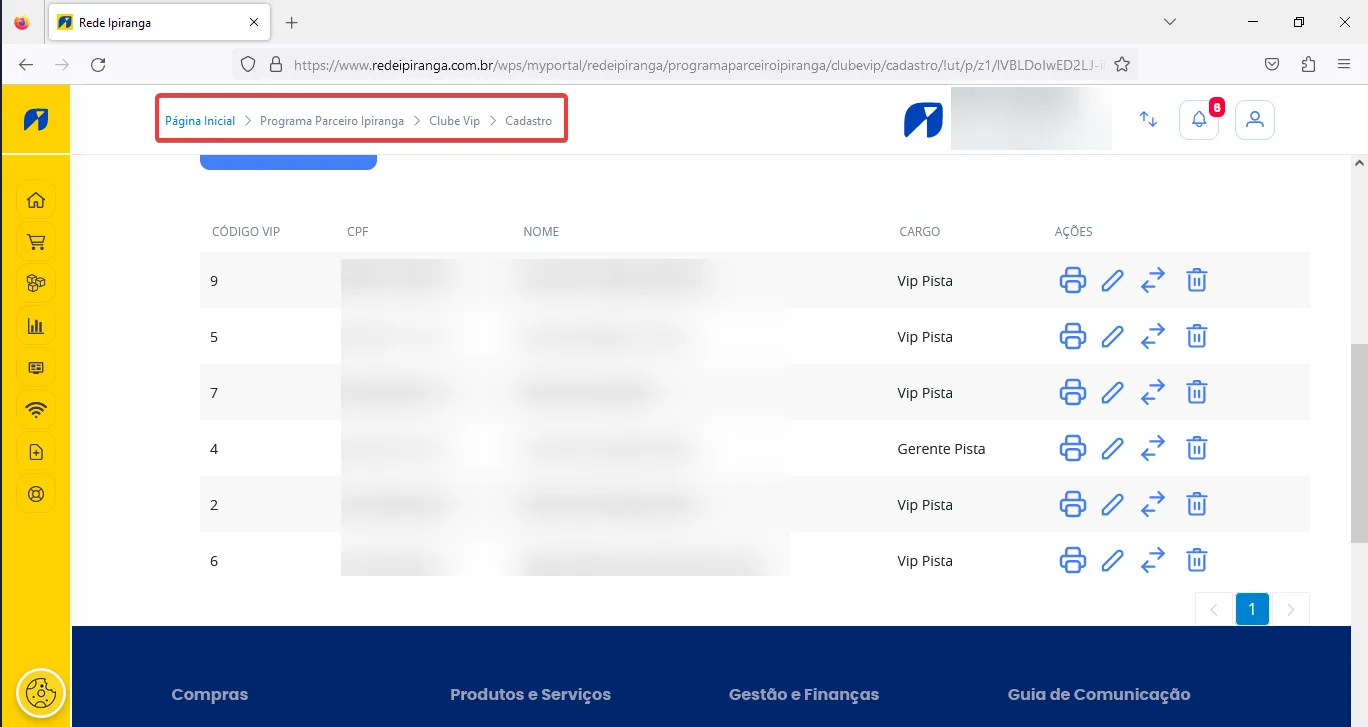 Rede Ipiranga
https://www.redeipiranga.com.br/wps/myportal/redeipiranga/programaparceiroipiranga/clubevip/cadastro/!ut/p/z1/lVBLDoIwED2LJ-i
Página Inicial > Programa Parceiro Ipiranga > Clube Vip > Cadastro
6
CÓDIGO VIP CPF NOME CARGO AÇÕES
9 Vip Pista
5 Vip Pista
7 Vip Pista
4 Gerente Pista
2 Vip Pista
6 Vip Pista
< 1 >
Compras Produtos e Serviços Gestão e Finanças Guia de Comunicação